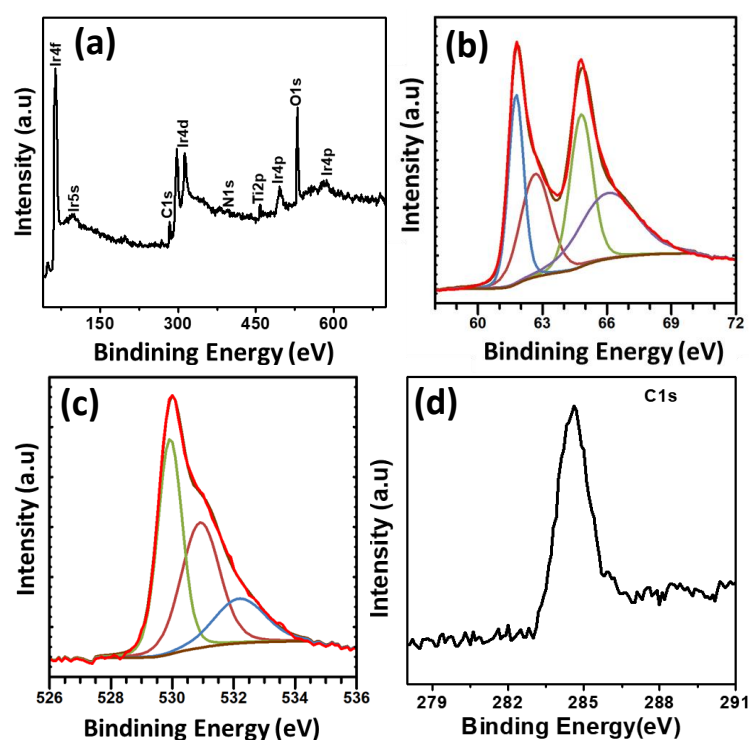 (a)
Ir4f
Ir5s
C1s
Ir4d
N1s
Ti2p
Ir4p
O1s
Ir4p
Intensity (a.u)
150 300 450 600
Bindining Energy (eV)
(b)
Intensity (a.u)
60 63 66 69 72
Bindining Energy (eV)
(c)
Intensity (a.u)
526 528 530 532 534 536
Bindining Energy (eV)
(d)
C1s
Intensity (a.u)
279 282 285 288 291
Binding Energy(eV)